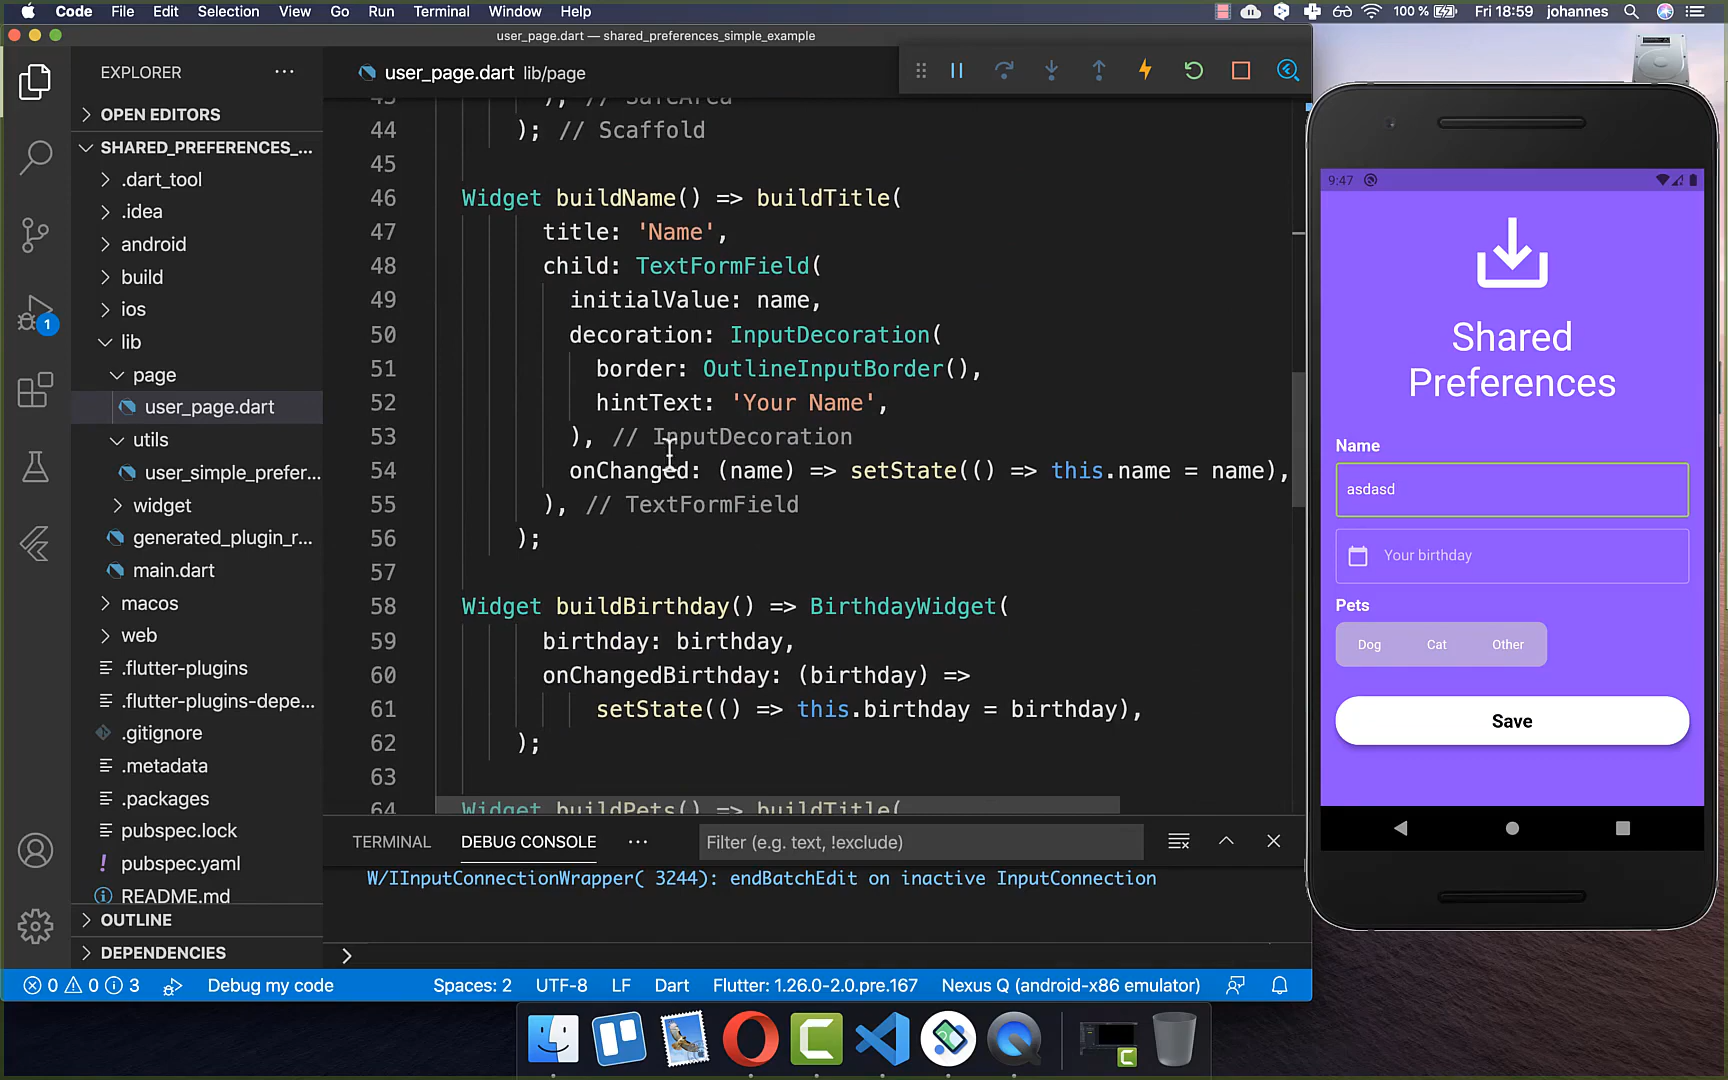 Code File Edit Selection View Go Run Terminal Window Help
100 % Fri 18:59 johannes
user_page.dart — shared_preferences_simple_example
EXPLORER
OPEN EDITORS
SHARED_PREFERENCES_...
.dart_tool
.idea
android
build
ios
lib
page
user_page.dart
utils
user_simple_prefer...
widget
generated_plugin_r...
main.dart
macos
web
.flutter-plugins
.flutter-plugins-depe...
.gitignore
.metadata
.packages
pubspec.lock
pubspec.yaml
README.md
OUTLINE
DEPENDENCIES
1
user_page.dart lib/page
43 ), // SafeArea
44 ); // Scaffold
45
46 Widget buildName() => buildTitle(
47 title: 'Name',
48 child: TextFormField(
49 initialValue: name,
50 decoration: InputDecoration(
51 border: OutlineInputBorder(),
52 hintText: 'Your Name',
53 ), // InputDecoration
54 onChanged: (name) => setState(() => this.name = name),
55 ), // TextFormField
56 );
57
58 Widget buildBirthday() => BirthdayWidget(
59 birthday: birthday,
60 onChangedBirthday: (birthday) =>
61 setState(() => this.birthday = birthday),
62 );
63
64 Widget buildPets() => buildTitle(
TERMINAL DEBUG CONSOLE Filter (e.g. text, !exclude)
W/IInputConnectionWrapper( 3244): endBatchEdit on inactive InputConnection
0 0 3 Debug my code Spaces: 2 UTF-8 LF Dart Flutter: 1.26.0-2.0.pre.167 Nexus Q (android-x86 emulator)
9:47
Shared
Preferences
Name
asdasd
Your birthday
Pets
Dog Cat Other
Save